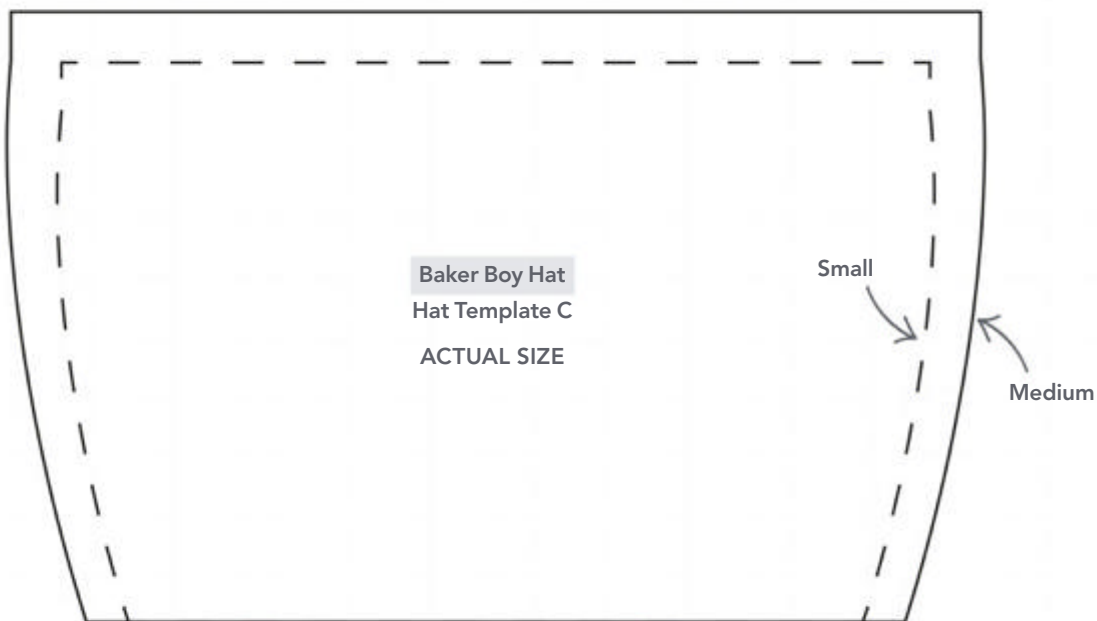 Baker Boy Hat
Hat Template C
ACTUAL SIZE
Small
Medium